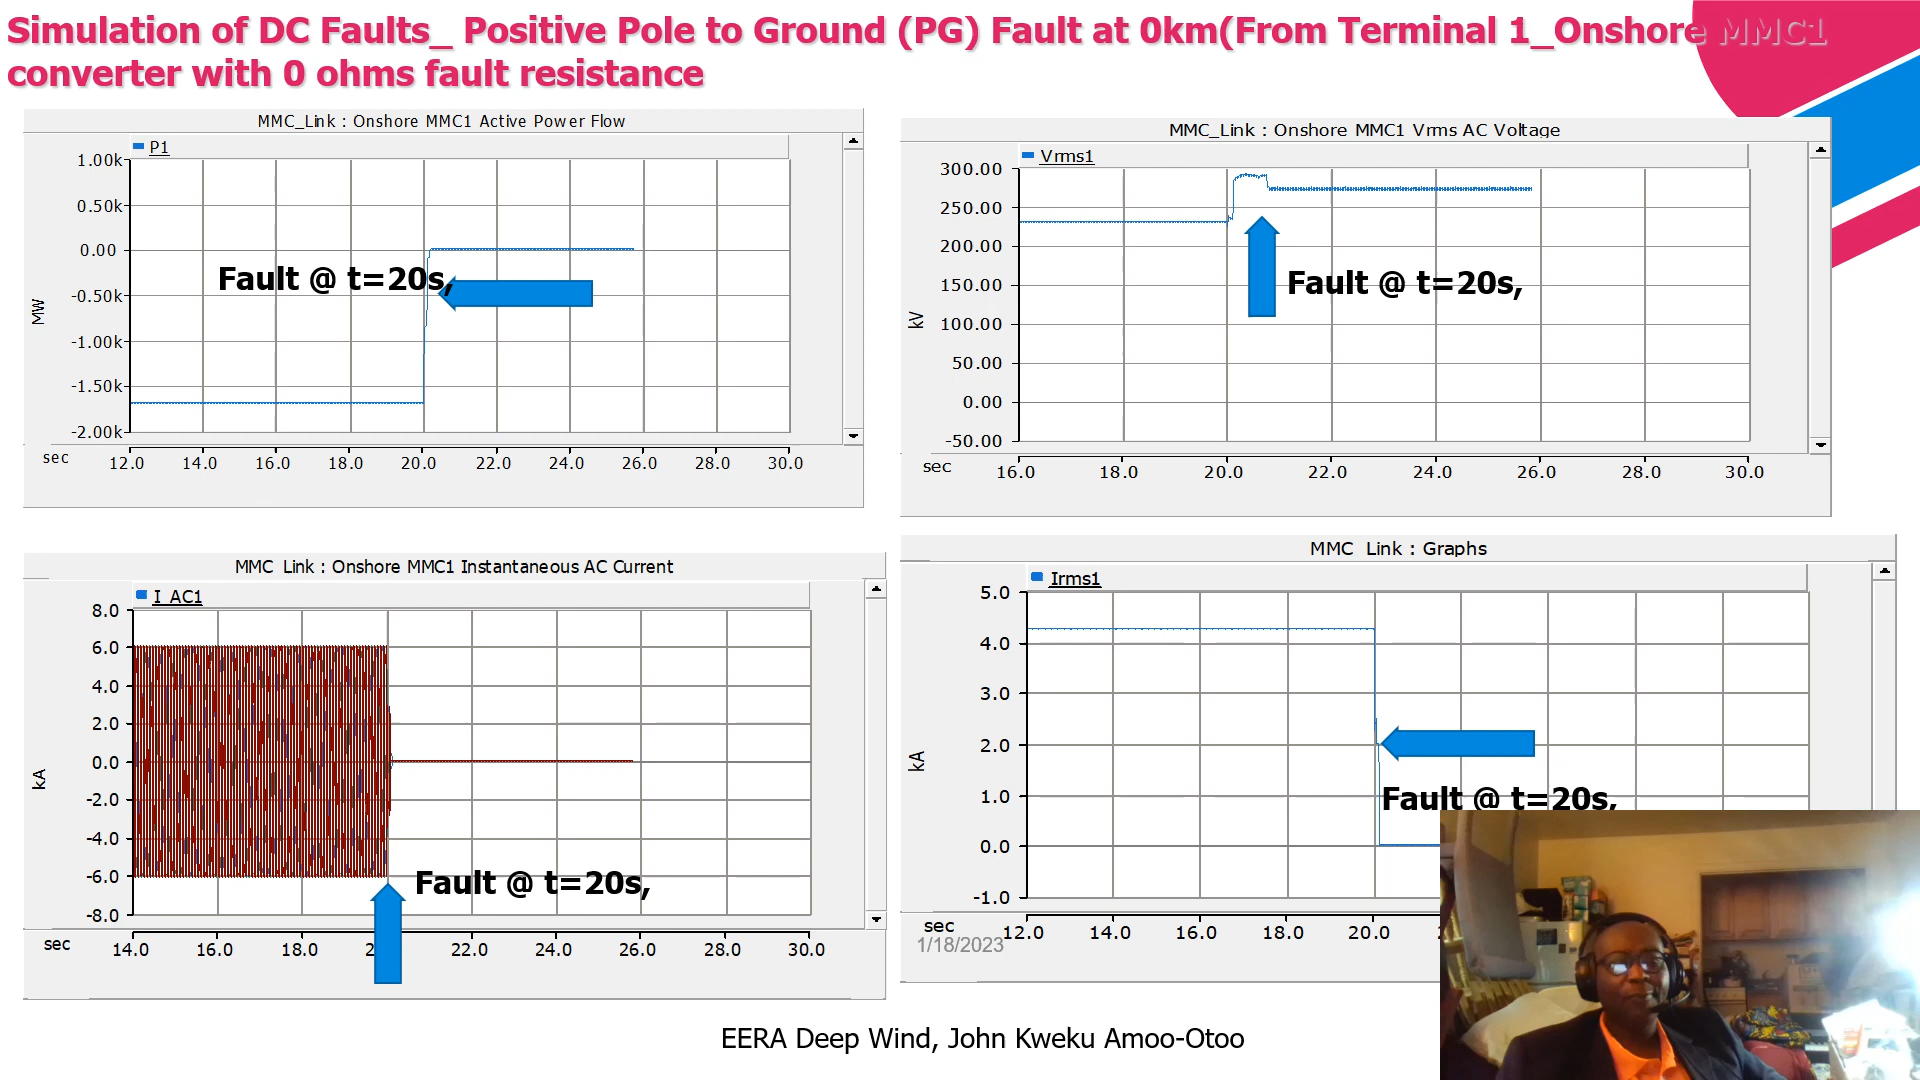 Simulation of DC Faults_ Positive Pole to Ground (PG) Fault at 0km(From Terminal 1_Onshore MMC1
converter with 0 ohms fault resistance
MMC_Link : Onshore MMC1 Active Power Flow
P1
1.00k
0.50k
0.00
-0.50k
-1.00k
-1.50k
-2.00k
MW
Fault @ t=20s,
sec
12.0 14.0 16.0 18.0 20.0 22.0 24.0 26.0 28.0 30.0
MMC_Link : Onshore MMC1 Vrms AC Voltage
Vrms1
300.00
250.00
200.00
150.00
100.00
50.00
0.00
-50.00
kV
Fault @ t=20s,
sec
16.0 18.0 20.0 22.0 24.0 26.0 28.0 30.0
MMC Link : Onshore MMC1 Instantaneous AC Current
I AC1
8.0
6.0
4.0
2.0
0.0
-2.0
-4.0
-6.0
-8.0
kA
Fault @ t=20s,
sec
14.0 16.0 18.0 22.0 24.0 26.0 28.0 30.0
MMC Link : Graphs
Irms1
5.0
4.0
3.0
2.0
1.0
0.0
-1.0
kA
Fault @ t=20s,
sec
12.0 14.0 16.0 18.0 20.0
1/18/2023
EERA Deep Wind, John Kweku Amoo-Otoo